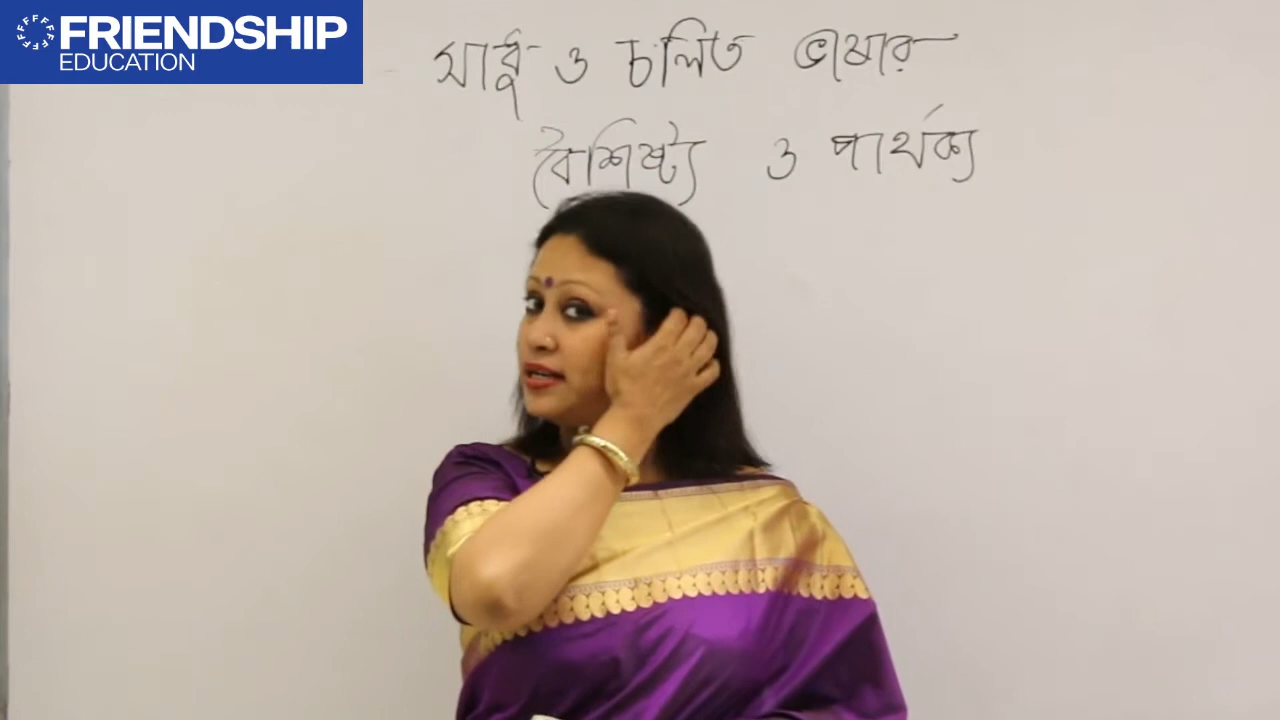 FRIENDSHIP
EDUCATION
সাধু ও চলিত ভাষার
বৈশিষ্ট্য ও পার্থক্য